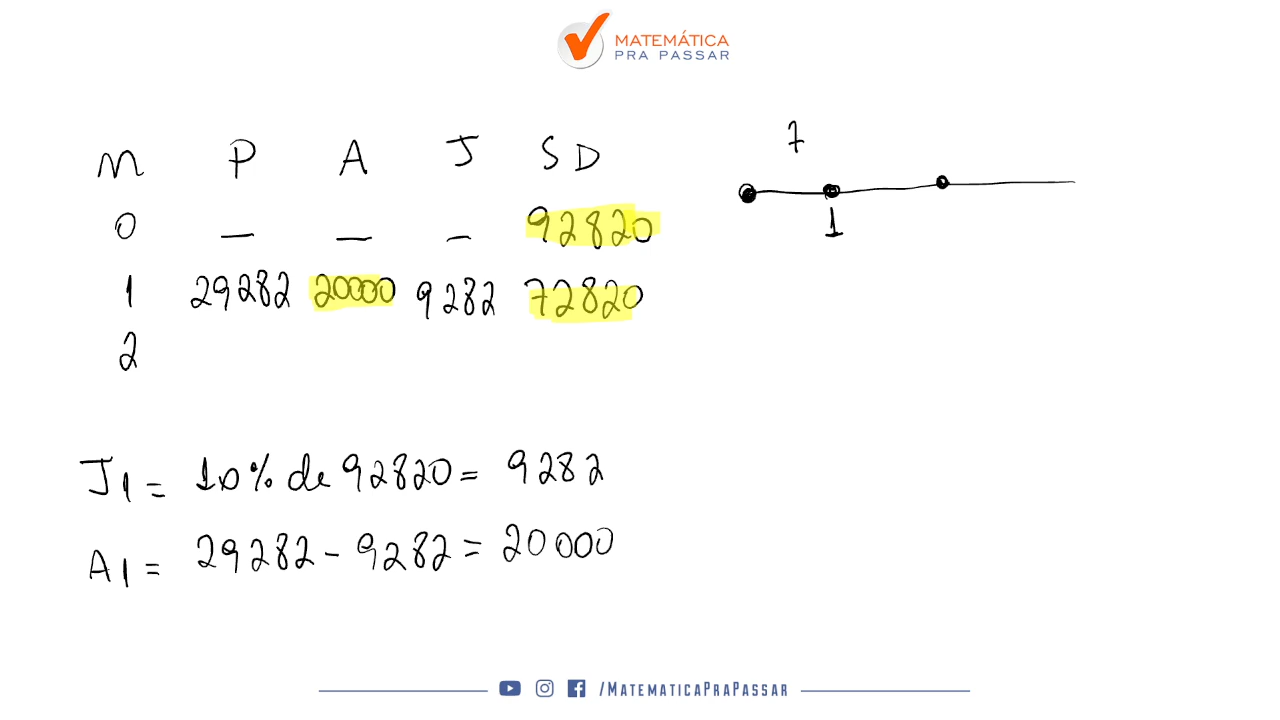 MATEMÁTICA
PRA PASSAR
7
M P A J SD
0 — — — 92820
1 29282 20000 9282 72820
1
2
J1 = 10% de 92820 = 9282
A1 = 29282 - 9282 = 20000
/MATEMATICAPRAPASSAR